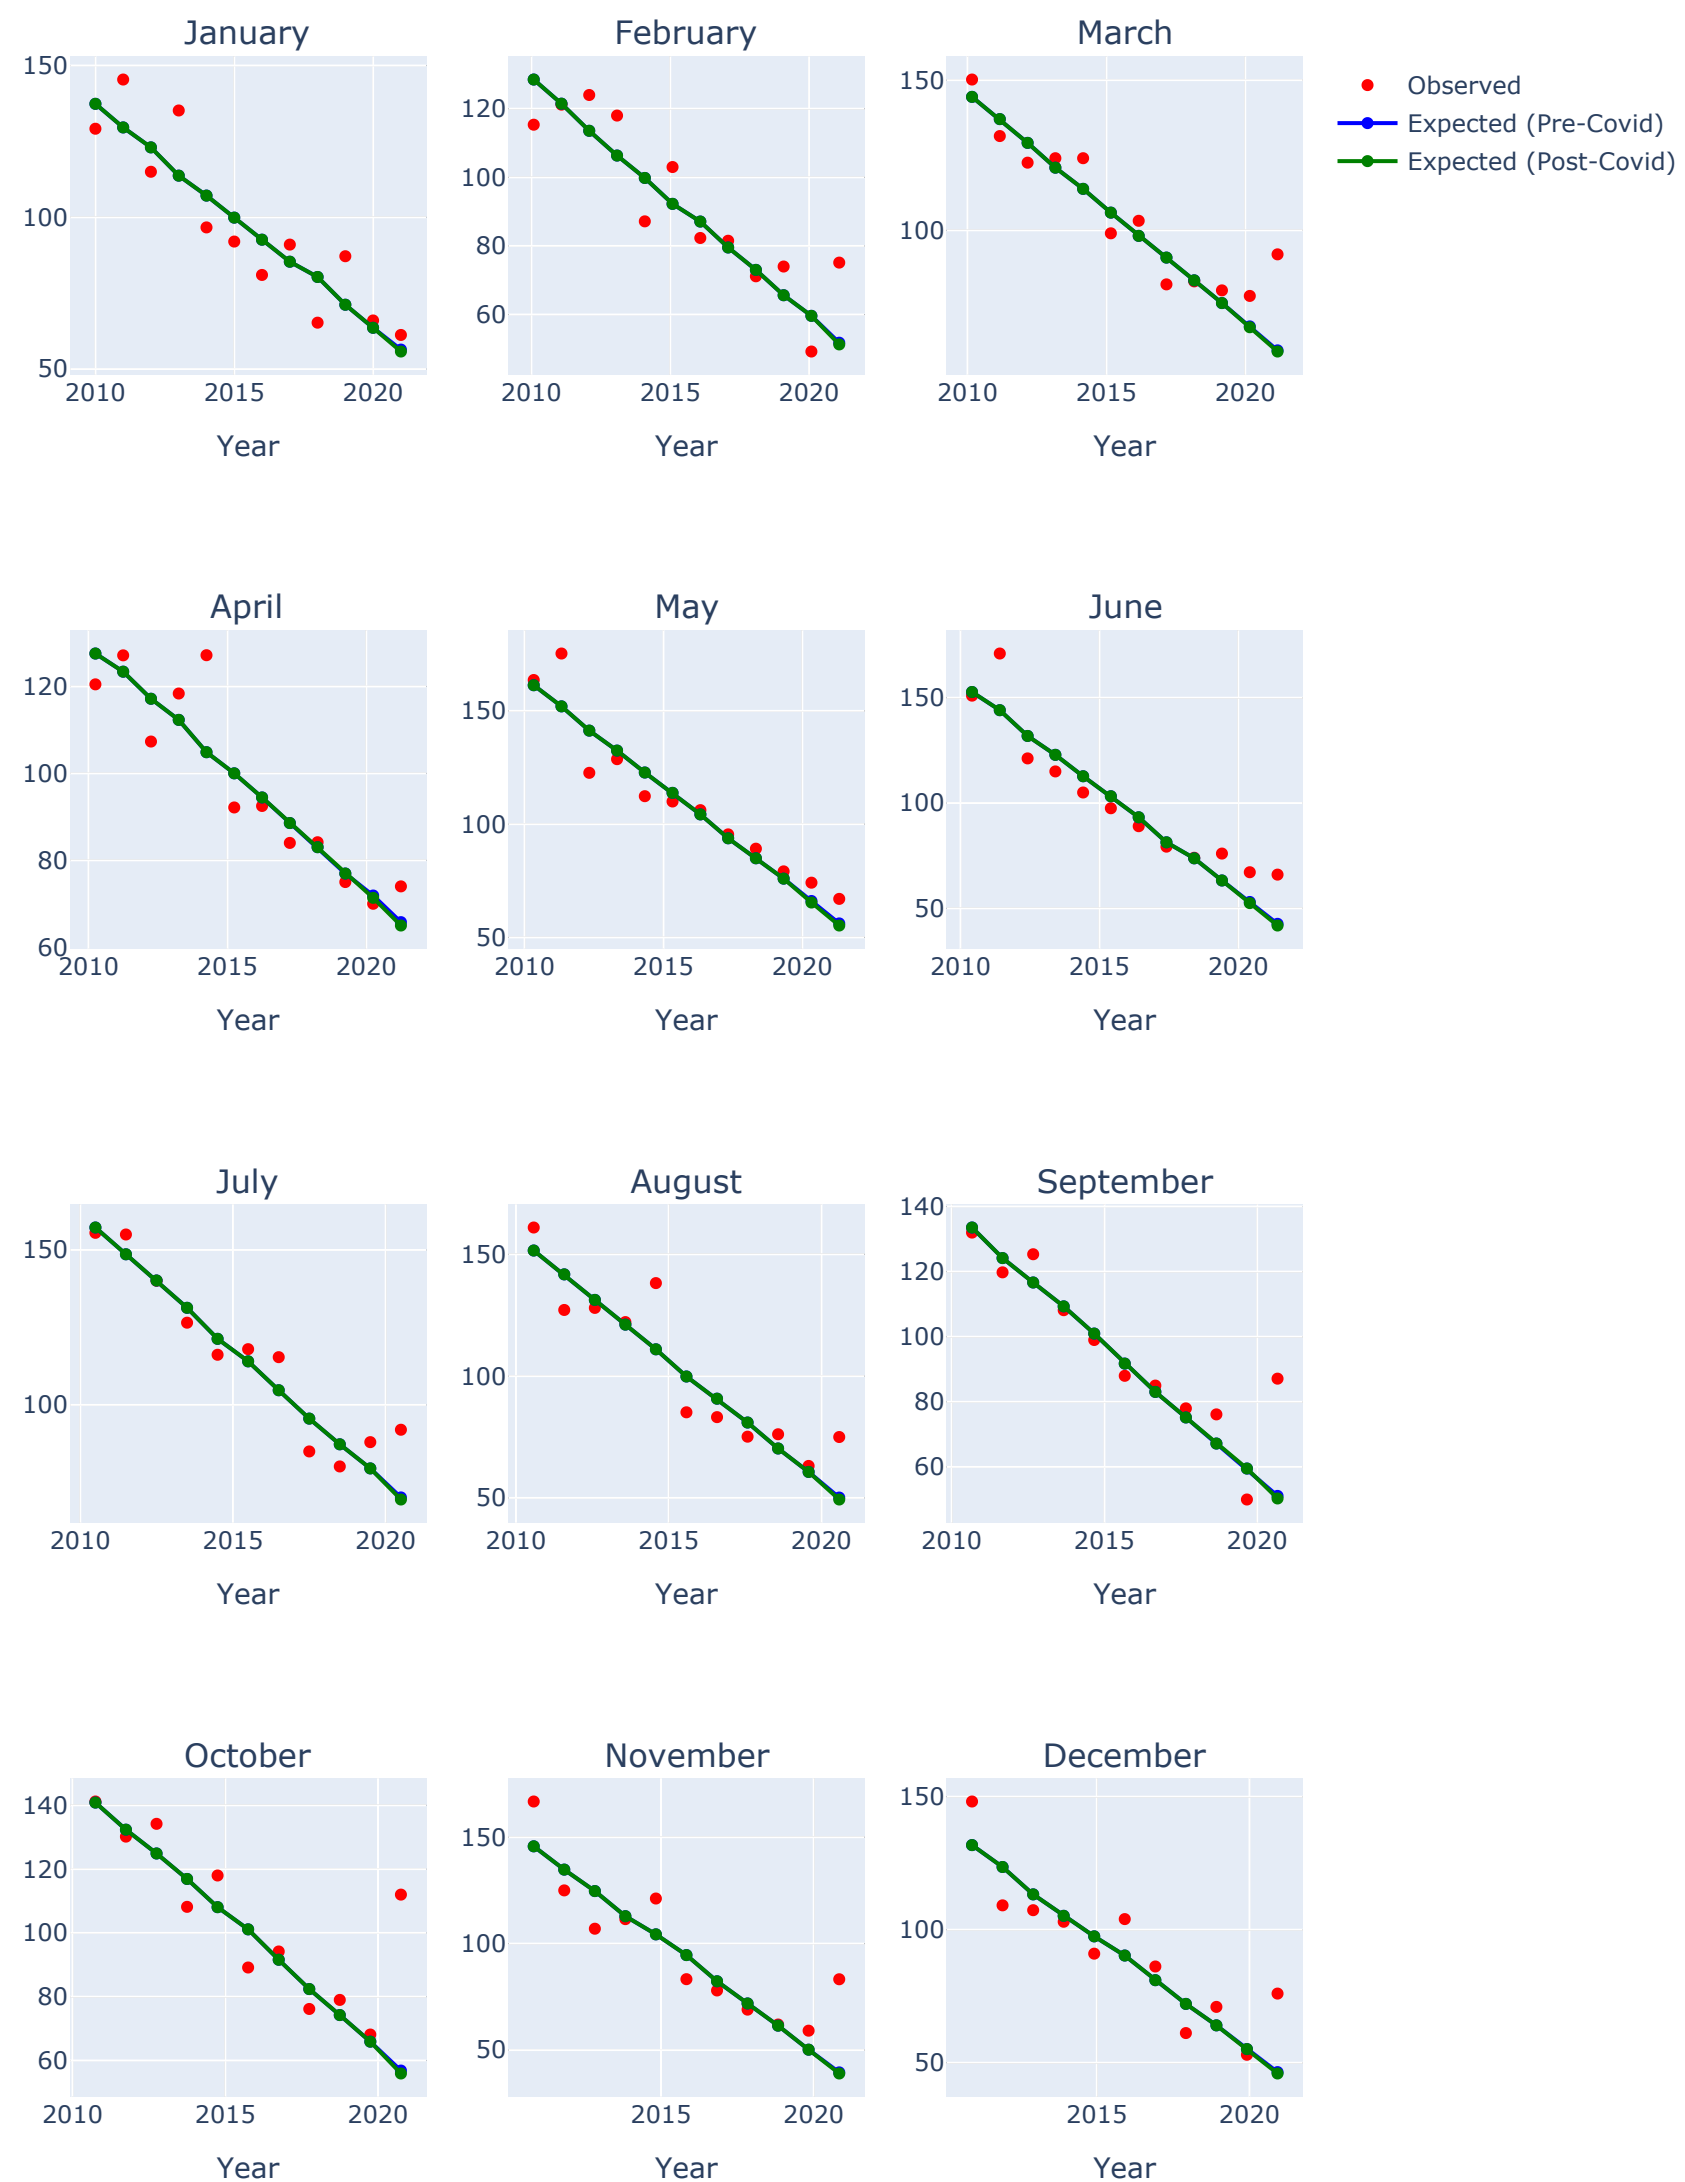 January
February
March
150
100
50
2010
2015
2020
Year
120
100
80
60
2010
2015
2020
Year
150
100
2010
2015
2020
Year
Observed
Expected (Pre-Covid)
Expected (Post-Covid)
April
May
June
120
100
80
60
2010
2015
2020
Year
150
100
50
2010
2015
2020
Year
150
100
50
2010
2015
2020
Year
July
August
September
150
100
2010
2015
2020
Year
150
100
50
2010
2015
2020
Year
140
120
100
80
60
2010
2015
2020
Year
October
November
December
140
120
100
80
60
2010
2015
2020
Year
150
100
50
2015
2020
Year
150
100
50
2015
2020
Year